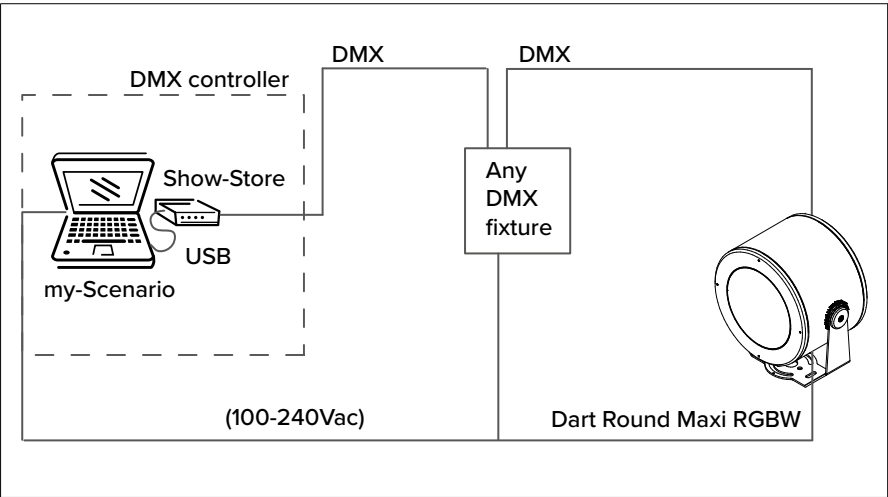 DMX
DMX
DMX controller
Show-Store
Any
DMX
fixture
USB
my-Scenario
(100-240Vac)
Dart Round Maxi RGBW